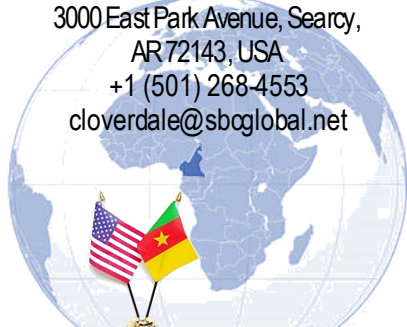 3000 East Park Avenue, Searcy,
AR 72143, USA
+1 (501) 268-4553
cloverdale@sbcglobal.net